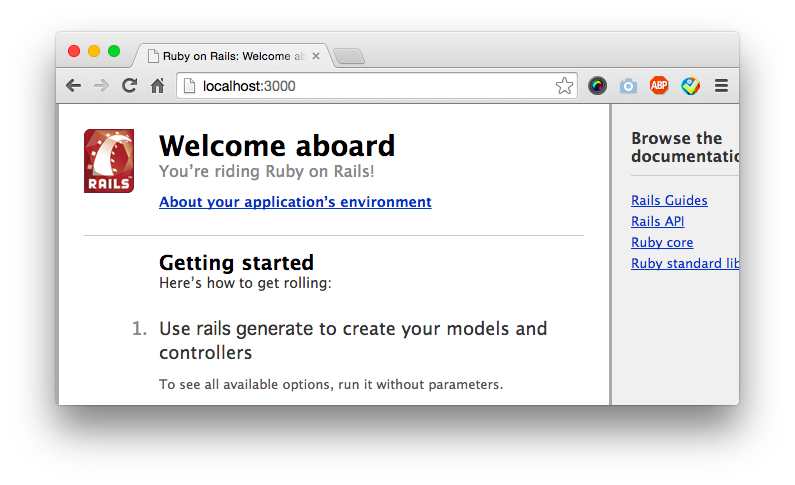 Ruby on Rails: Welcome ab
localhost:3000
ABP
RAILS
Welcome aboard
You’re riding Ruby on Rails!
About your application’s environment
Getting started
Here’s how to get rolling:
1. Use rails generate to create your models and
controllers
To see all available options, run it without parameters.
Browse the
documentatio
Rails Guides
Rails API
Ruby core
Ruby standard lib